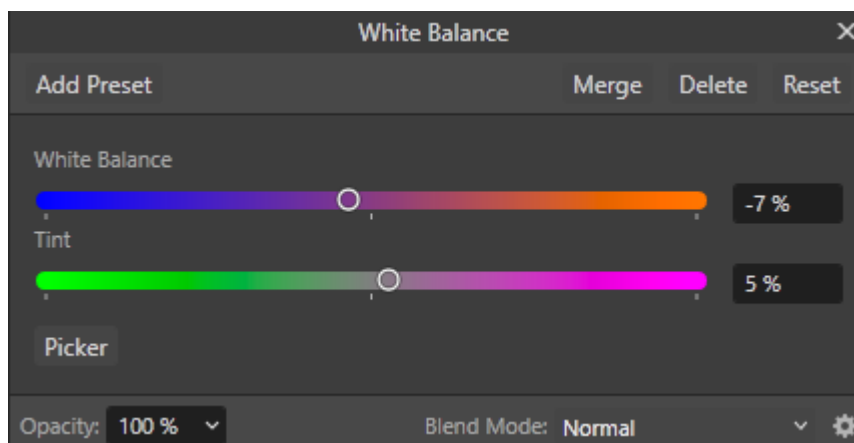 White Balance
Add Preset Merge Delete Reset
White Balance
-7 %
Tint
5 %
Picker
Opacity: 100 % Blend Mode: Normal